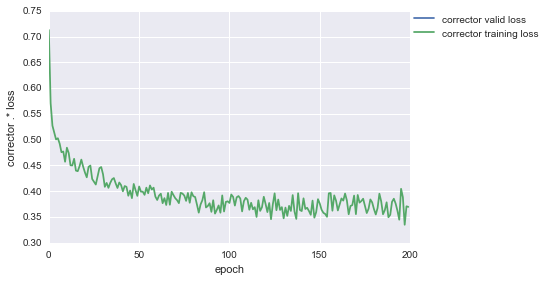 0.75
0.70
0.65
0.60
0.55
0.50
0.45
0.40
0.35
0.30
corrector .* loss
0 50 100 150 200
epoch
corrector valid loss
corrector training loss